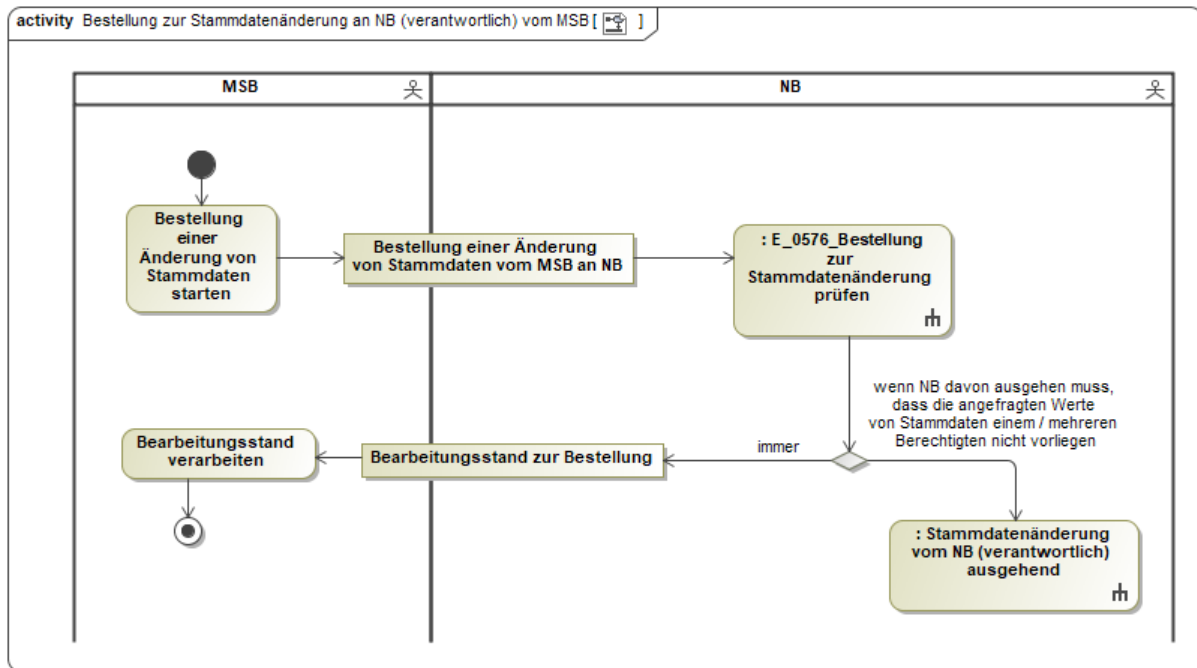 activity Bestellung zur Stammdatenänderung an NB (verantwortlich) vom MSB [ ]
MSB
NB
Bestellung
einer
Änderung von
Stammdaten
starten
Bestellung einer Änderung
von Stammdaten vom MSB an NB
: E_0576_Bestellung
zur
Stammdatenänderung
prüfen
wenn NB davon ausgehen muss,
dass die angefragten Werte
von Stammdaten einem / mehreren
Berechtigten nicht vorliegen
immer
Bearbeitungsstand zur Bestellung
Bearbeitungsstand
verarbeiten
: Stammdatenänderung
vom NB (verantwortlich)
ausgehend